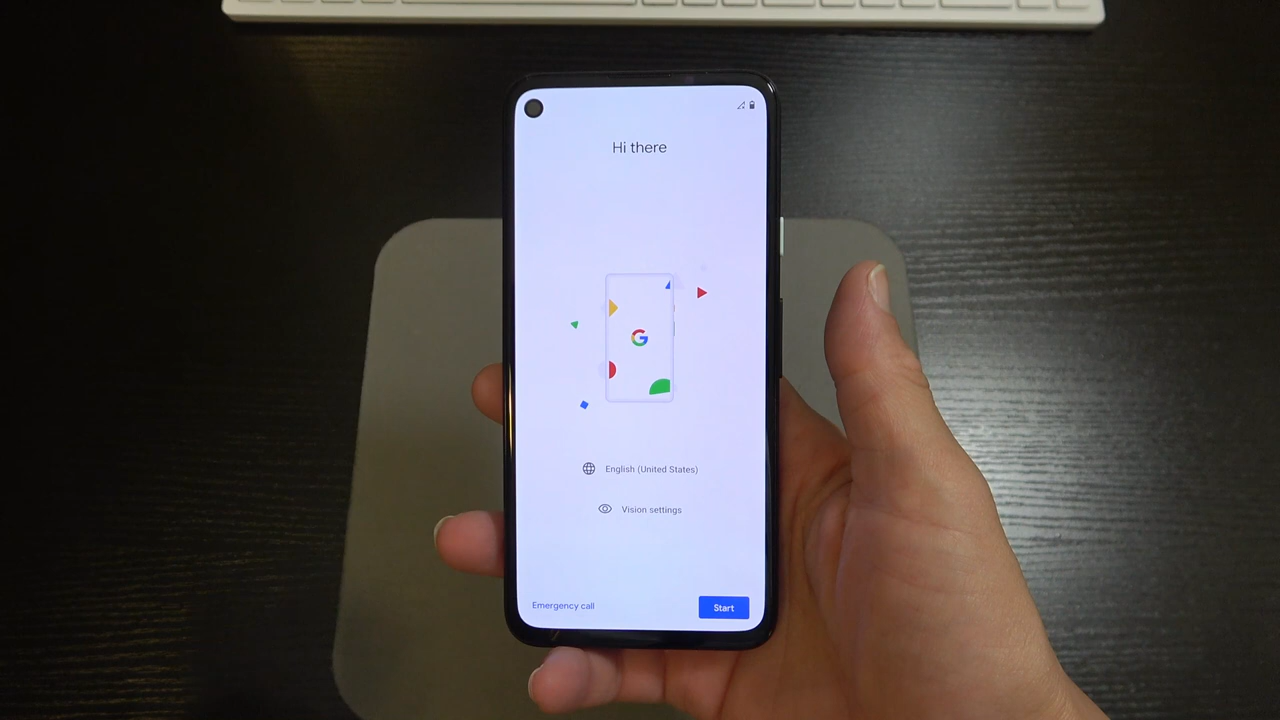 Hi there
G
English (United States)
Vision settings
Emergency call
Start